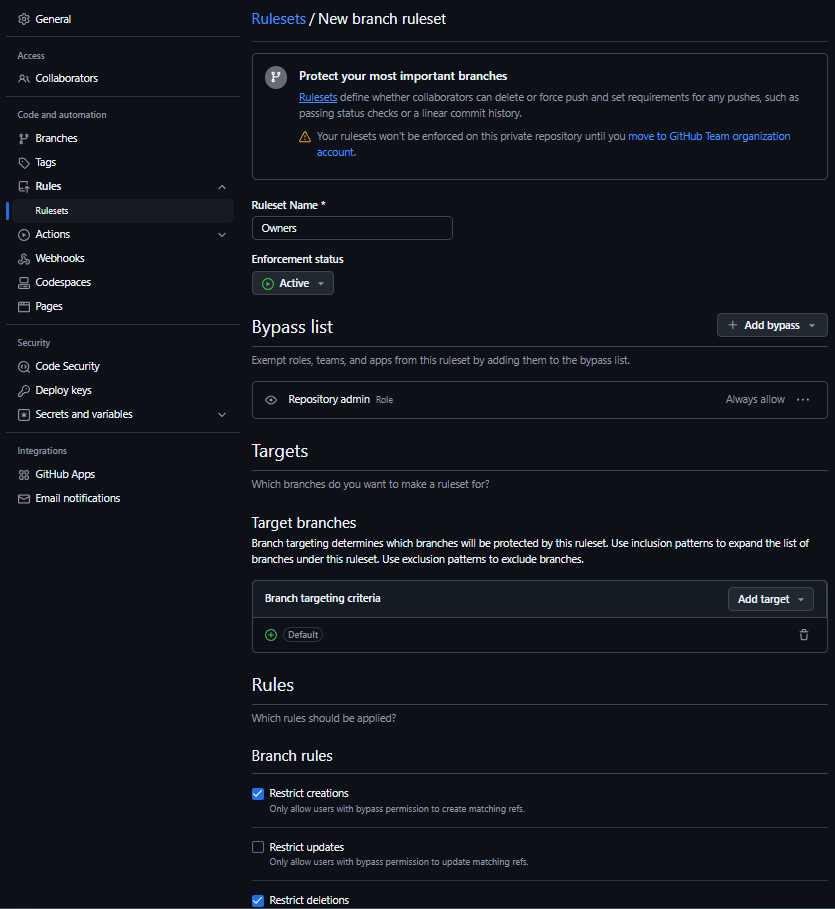 General
Access
Collaborators
Code and automation
Branches
Tags
Rules
Rulesets
Actions
Webhooks
Codespaces
Pages
Security
Code Security
Deploy keys
Secrets and variables
Integrations
GitHub Apps
Email notifications
Rulesets / New branch ruleset
Protect your most important branches
Rulesets define whether collaborators can delete or force push and set requirements for any pushes, such as
passing status checks or a linear commit history.
Your rulesets won't be enforced on this private repository until you move to GitHub Team organization
account.
Ruleset Name *
Owners
Enforcement status
Active
Bypass list
Add bypass
Exempt roles, teams, and apps from this ruleset by adding them to the bypass list.
Repository admin Role
Always allow
Targets
Which branches do you want to make a ruleset for?
Target branches
Branch targeting determines which branches will be protected by this ruleset. Use inclusion patterns to expand the list of
branches under this ruleset. Use exclusion patterns to exclude branches.
Branch targeting criteria
Add target
Default
Rules
Which rules should be applied?
Branch rules
Restrict creations
Only allow users with bypass permission to create matching refs.
Restrict updates
Only allow users with bypass permission to update matching refs.
Restrict deletions